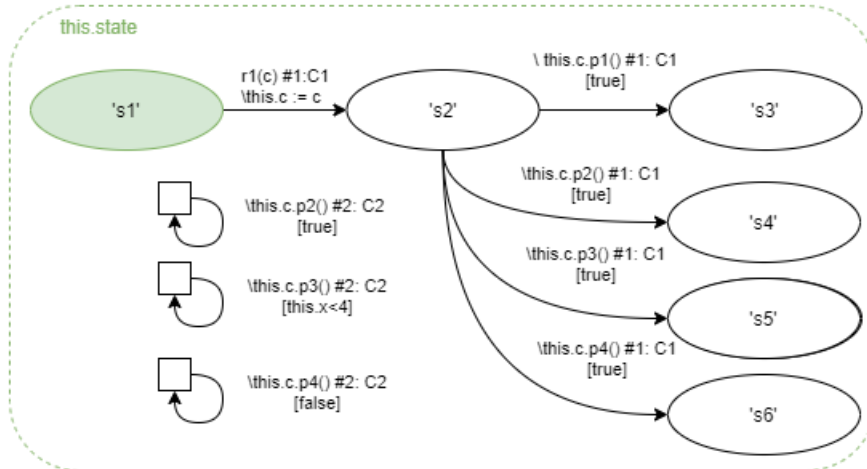 this.state
's1'
r1(c) #1:C1
\this.c := c
's2'
\ this.c.p1() #1: C1
[true]
's3'
\this.c.p2() #1: C1
[true]
's4'
\this.c.p3() #1: C1
[true]
's5'
\this.c.p4() #1: C1
[true]
's6'
\this.c.p2() #2: C2
[true]
\this.c.p3() #2: C2
[this.x<4]
\this.c.p4() #2: C2
[false]